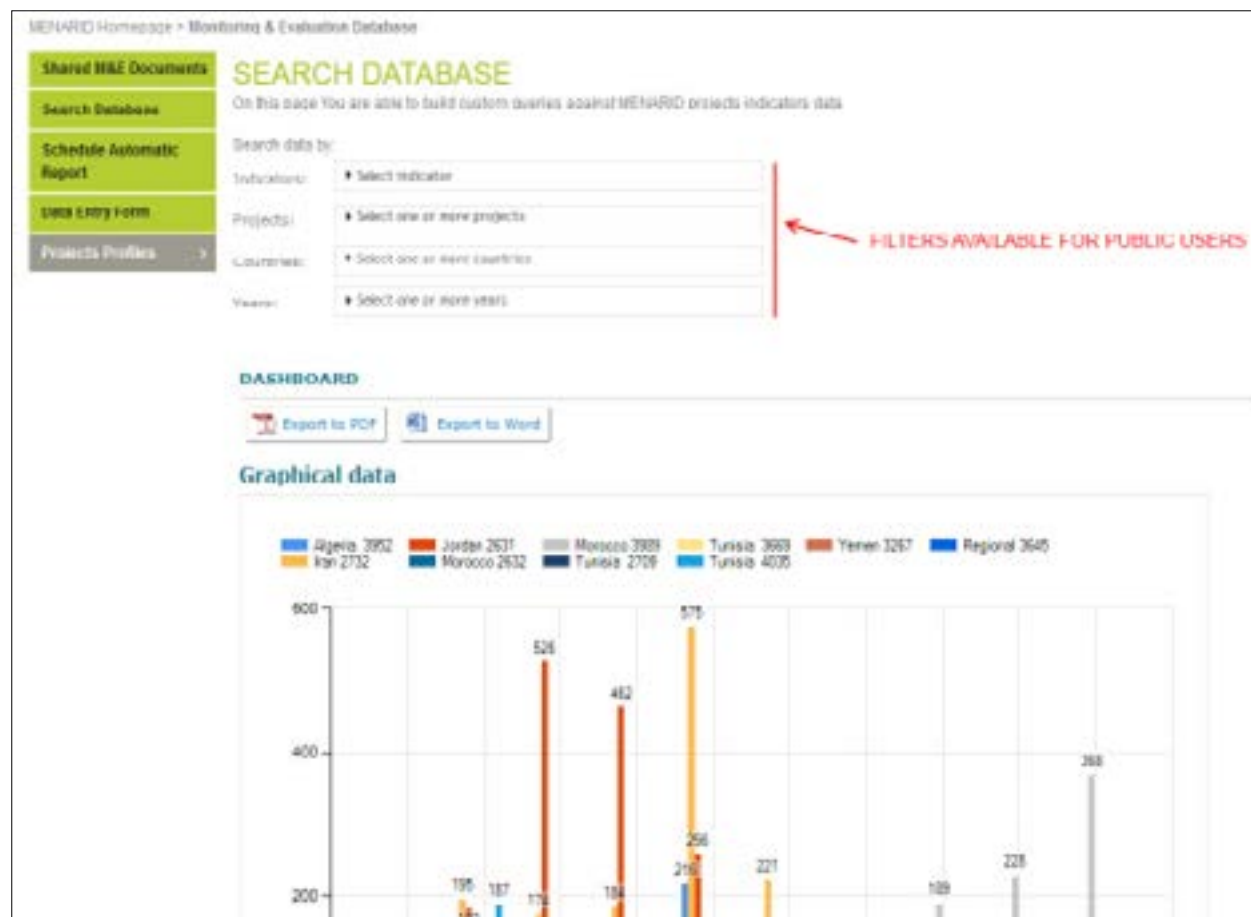 MENARID Homepage > Monitoring & Evaluation Database
Shared M&E Documents
Search Database
Schedule Automatic
Report
Data Entry Form
Projects Profiles >
SEARCH DATABASE
On this page You are able to build custom queries against MENARID projects indicators data
Search data by:
Indicators: Select indicator
Projects: Select one or more projects
Countries: Select one or more countries
Years: Select one or more years
FILTERS AVAILABLE FOR PUBLIC USERS
DASHBOARD
Export to PDF Export to Word
Graphical data
Algeria 3952 Jordan 2631 Morocco 3989 Tunisia 3669 Yemen 3267 Regional 3645
Iran 2732 Morocco 2632 Tunisia 2709 Tunisia 4035
600
575
526
462
400
368
256
216
221
228
195
187
184
189
200